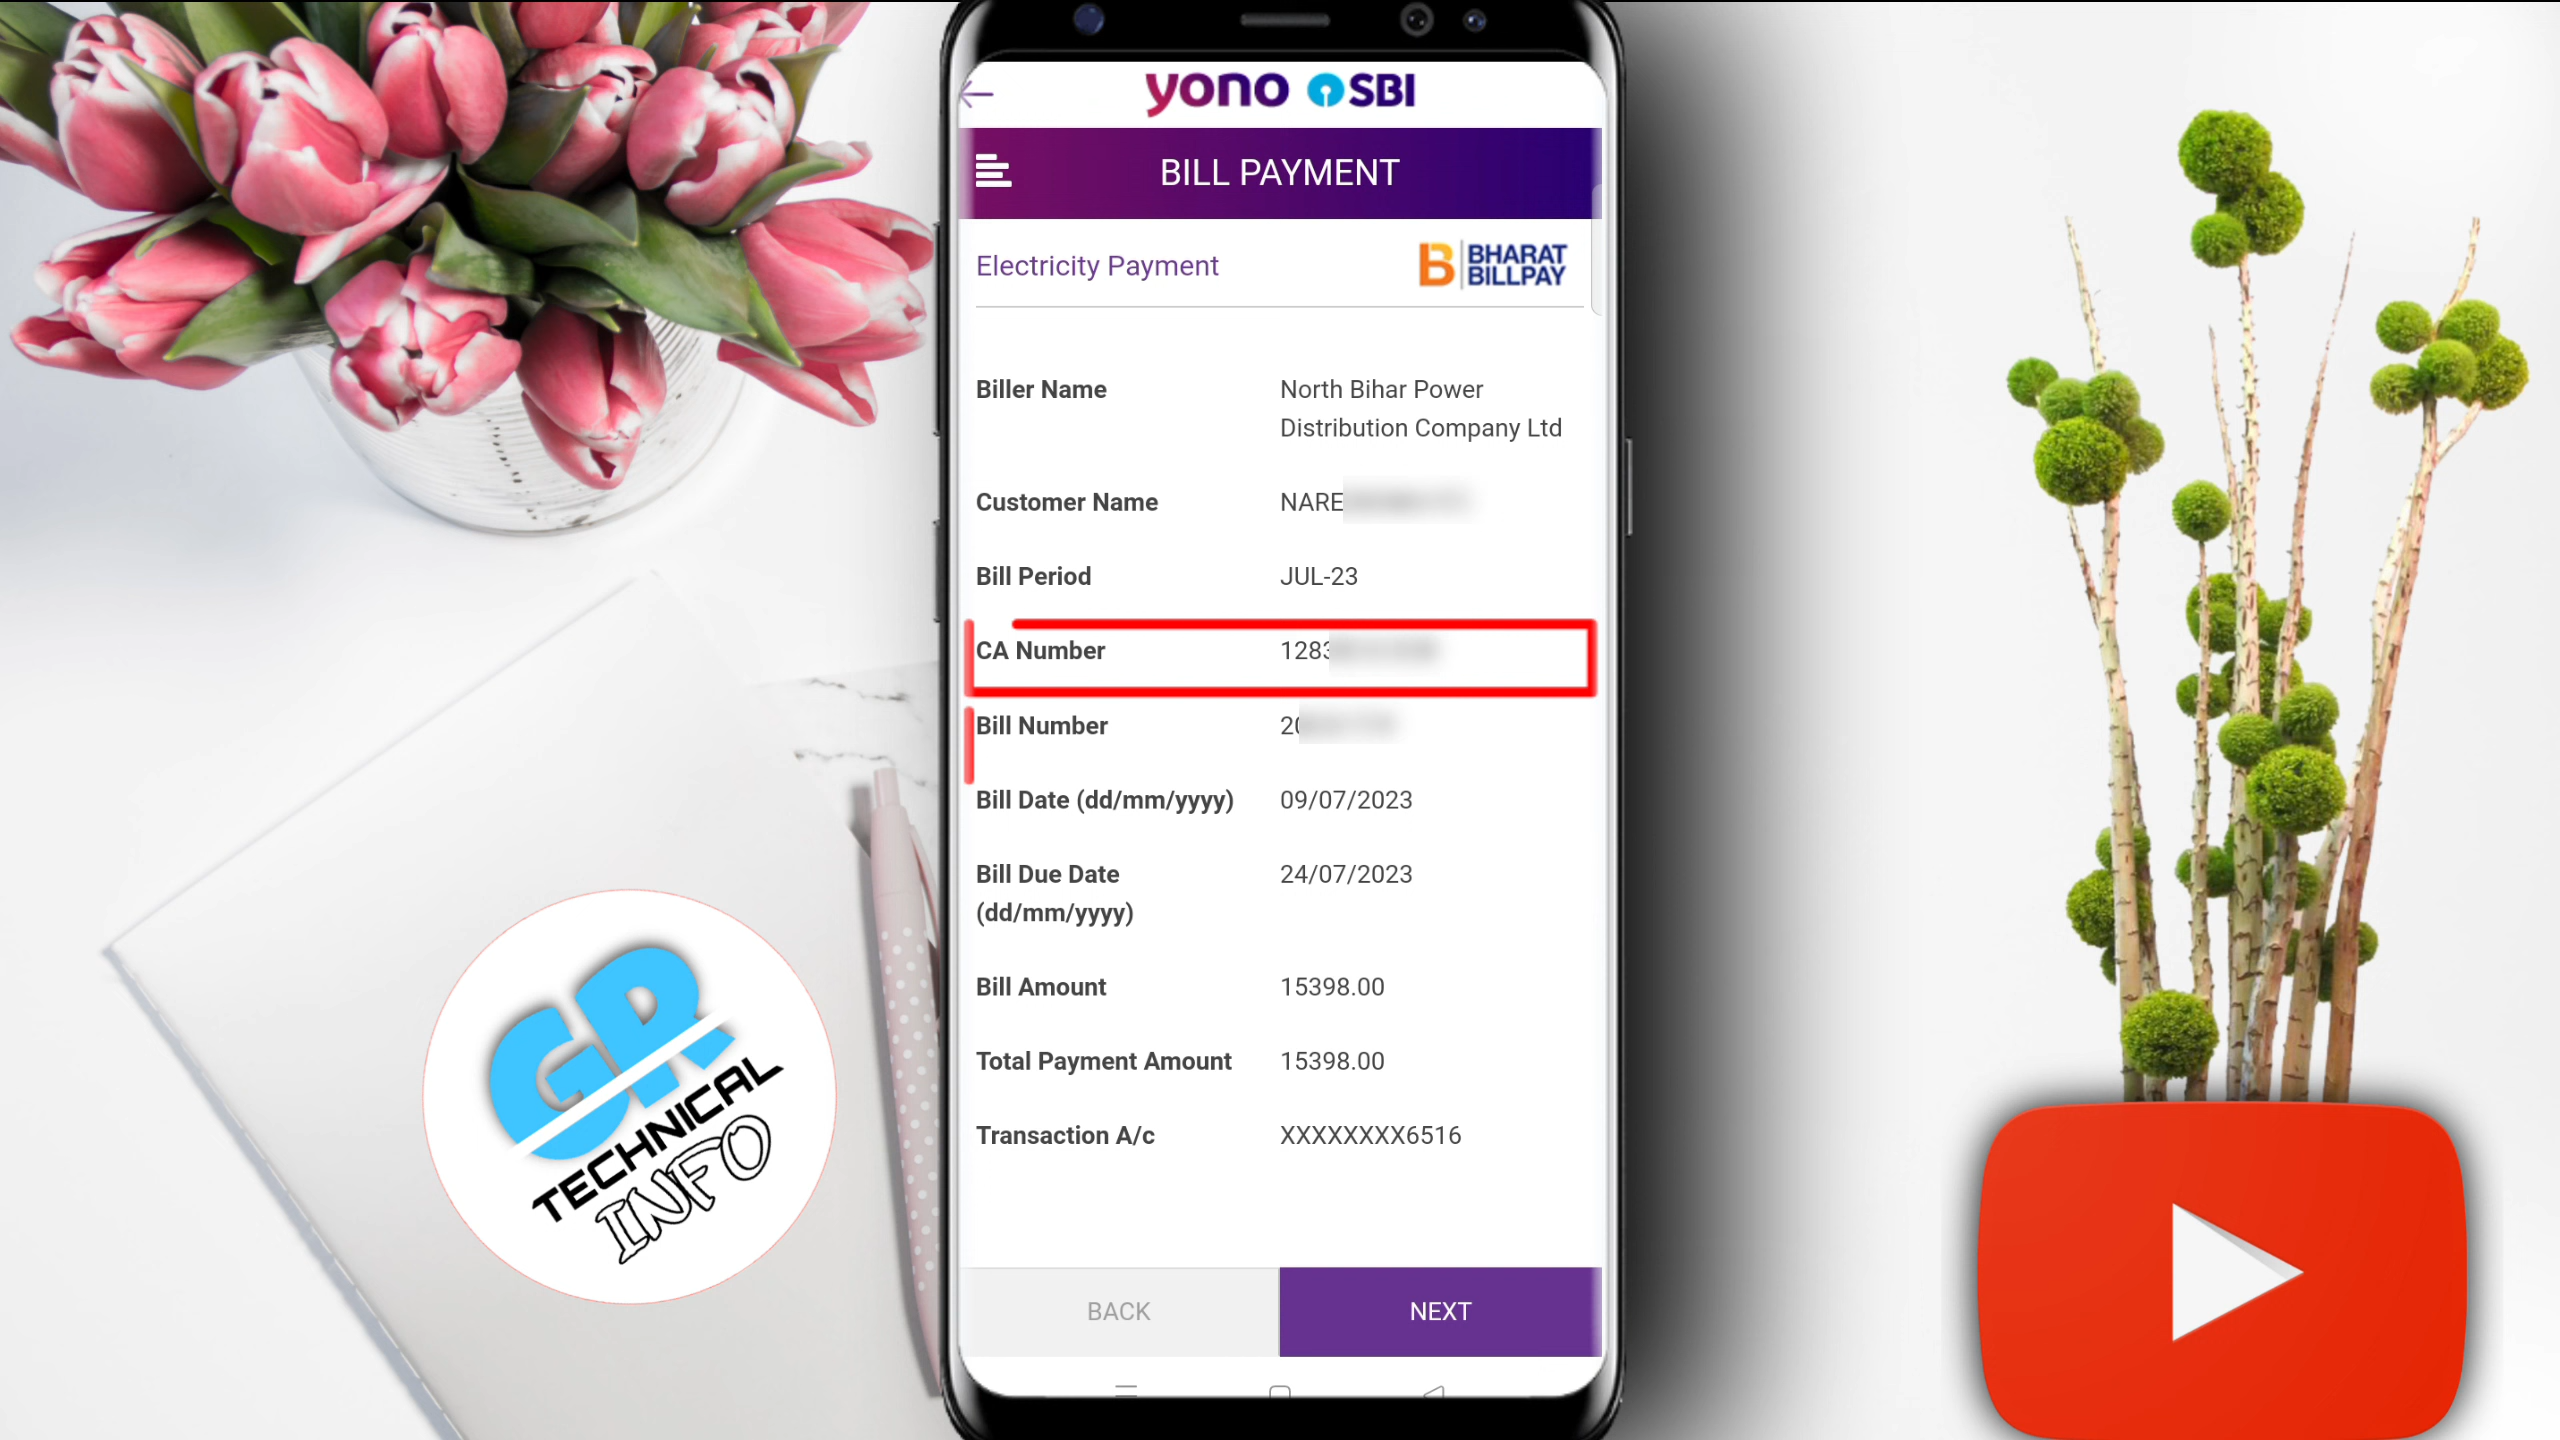 yono SBI
BILL PAYMENT
Electricity Payment
BHARAT
BILLPAY
Biller Name
North Bihar Power
Distribution Company Ltd
Customer Name
NARE
Bill Period
JUL-23
CA Number
1283
Bill Number
20
Bill Date (dd/mm/yyyy)
09/07/2023
Bill Due Date
(dd/mm/yyyy)
24/07/2023
Bill Amount
15398.00
Total Payment Amount
15398.00
Transaction A/c
XXXXXXXX6516
BACK
NEXT
GR
TECHNICAL
INFO